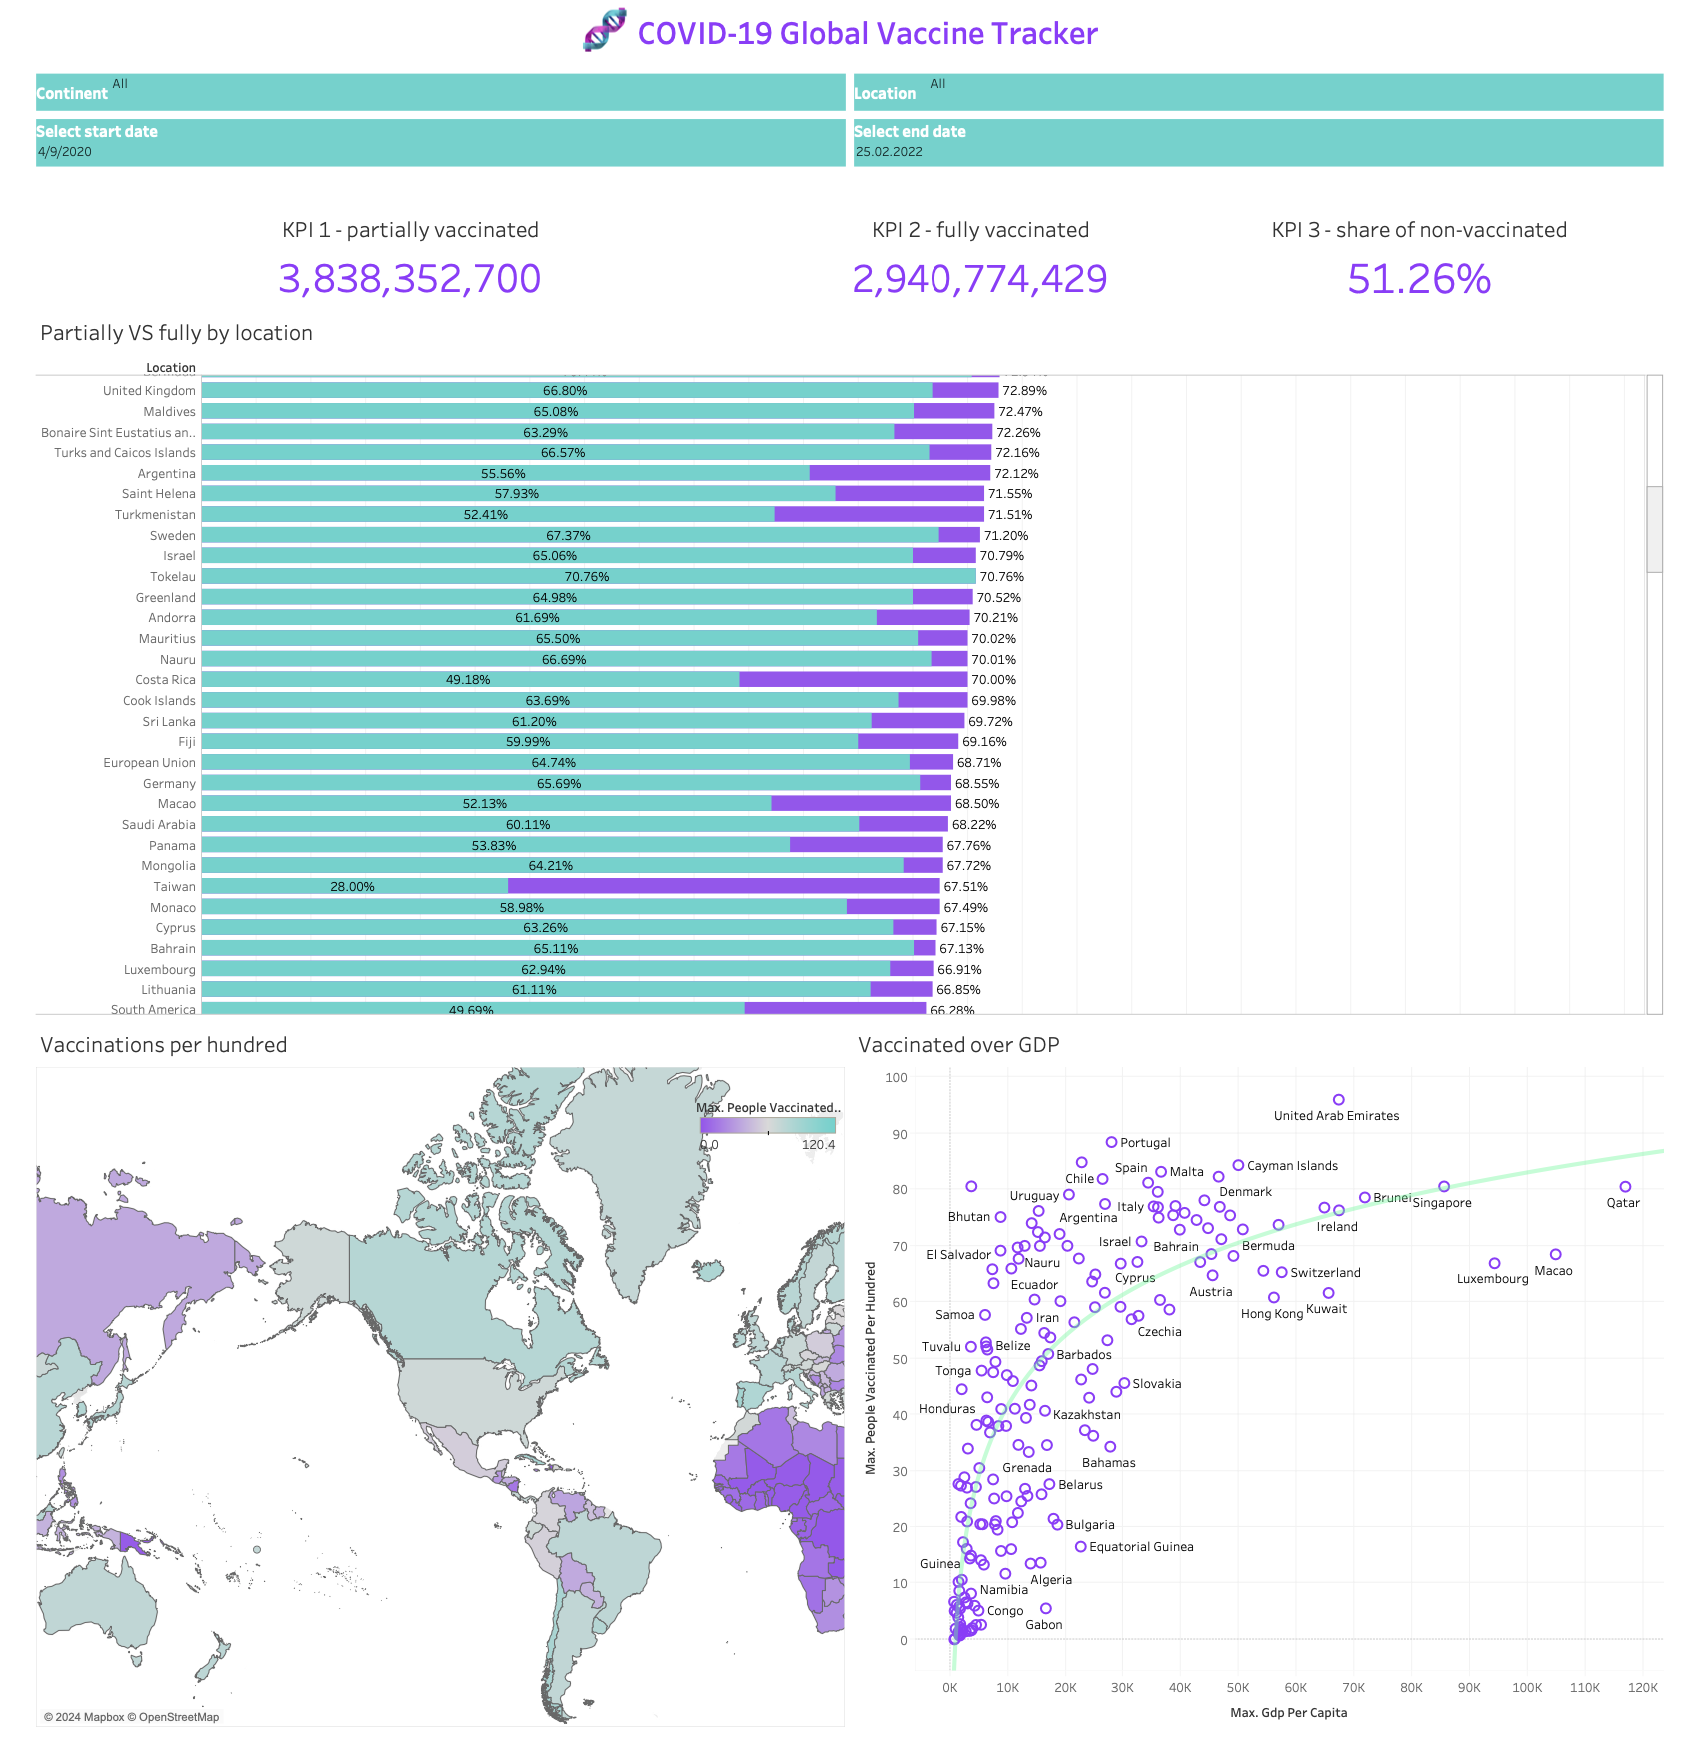 COVID-19 Global Vaccine Tracker
Continent All
Location All
Select start date
4/9/2020
Select end date
25.02.2022
KPI 1 - partially vaccinated
3,838,352,700
KPI 2 - fully vaccinated
2,940,774,429
KPI 3 - share of non-vaccinated
51.26%
Partially VS fully by location
Location
United Kingdom 66.80% 72.89%
Maldives 65.08% 72.47%
Bonaire Sint Eustatius an.. 63.29% 72.26%
Turks and Caicos Islands 66.57% 72.16%
Argentina 55.56% 72.12%
Saint Helena 57.93% 71.55%
Turkmenistan 52.41% 71.51%
Sweden 67.37% 71.20%
Israel 65.06% 70.79%
Tokelau 70.76% 70.76%
Greenland 64.98% 70.52%
Andorra 61.69% 70.21%
Mauritius 65.50% 70.02%
Nauru 66.69% 70.01%
Costa Rica 49.18% 70.00%
Cook Islands 63.69% 69.98%
Sri Lanka 61.20% 69.72%
Fiji 59.99% 69.16%
European Union 64.74% 68.71%
Germany 65.69% 68.55%
Macao 52.13% 68.50%
Saudi Arabia 60.11% 68.22%
Panama 53.83% 67.76%
Mongolia 64.21% 67.72%
Taiwan 28.00% 67.51%
Monaco 58.98% 67.49%
Cyprus 63.26% 67.15%
Bahrain 65.11% 67.13%
Luxembourg 62.94% 66.91%
Lithuania 61.11% 66.85%
South America 49.69% 66.28%
Vaccinations per hundred
Max. People Vaccinated..
0.0 120.4
© 2024 Mapbox © OpenStreetMap
Vaccinated over GDP
Max. People Vaccinated Per Hundred
100
90
80
70
60
50
40
30
20
10
0
United Arab Emirates
Portugal
Spain
Malta
Cayman Islands
Chile
Uruguay
Denmark
Brunei
Singapore
Qatar
Italy
Bhutan
Argentina
Ireland
Israel
Bahrain
Bermuda
El Salvador
Nauru
Ecuador
Cyprus
Switzerland
Luxembourg
Macao
Austria
Samoa
Iran
Hong Kong
Kuwait
Czechia
Tuvalu
Belize
Barbados
Tonga
Slovakia
Honduras
Kazakhstan
Grenada
Bahamas
Belarus
Bulgaria
Equatorial Guinea
Guinea
Algeria
Namibia
Congo
Gabon
0K 10K 20K 30K 40K 50K 60K 70K 80K 90K 100K 110K 120K
Max. Gdp Per Capita